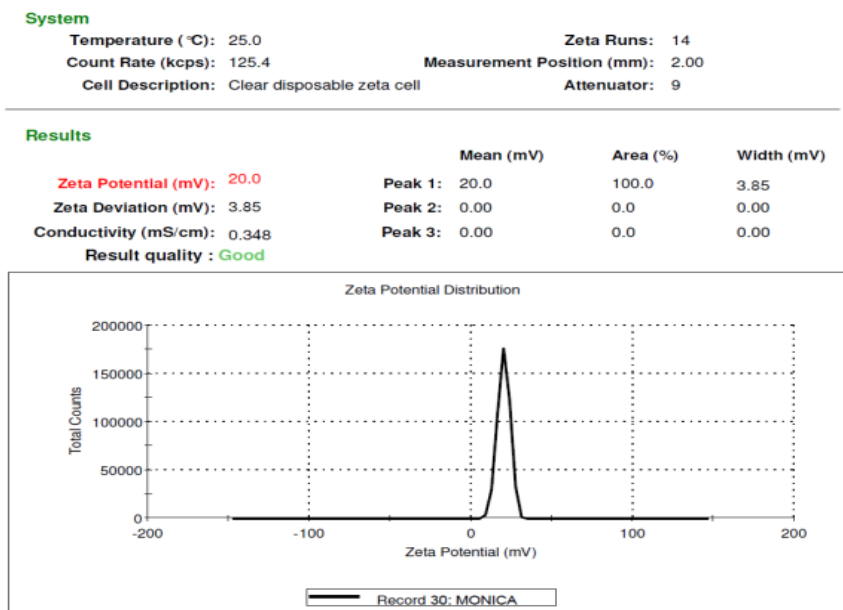 System
Temperature (°C): 25.0 Zeta Runs: 14
Count Rate (kcps): 125.4 Measurement Position (mm): 2.00
Cell Description: Clear disposable zeta cell Attenuator: 9
Results
Mean (mV) Area (%) Width (mV)
Zeta Potential (mV): 20.0 Peak 1: 20.0 100.0 3.85
Zeta Deviation (mV): 3.85 Peak 2: 0.00 0.0 0.00
Conductivity (mS/cm): 0.348 Peak 3: 0.00 0.0 0.00
Result quality : Good
Zeta Potential Distribution
Total Counts
200000
150000
100000
50000
0
-200 -100 0 100 200
Zeta Potential (mV)
Record 30: MONICA